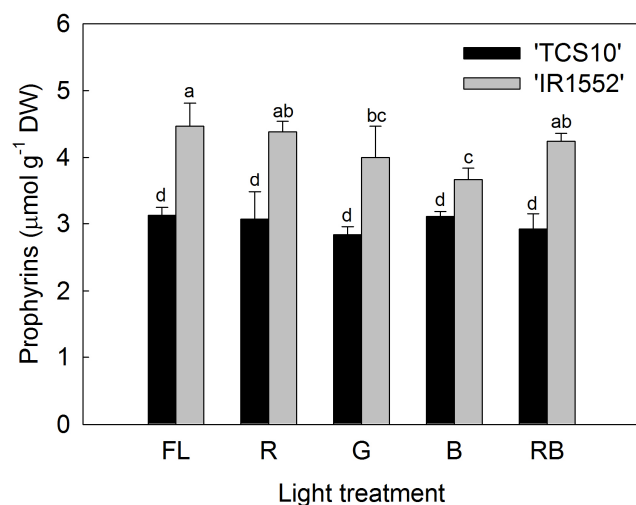 6
'TCS10'
'IR1552'
5
a
ab
bc
c
ab
4
d
d
d
d
d
3
2
1
0
Prophyrins (μmol g⁻¹ DW)
FL R G B RB
Light treatment